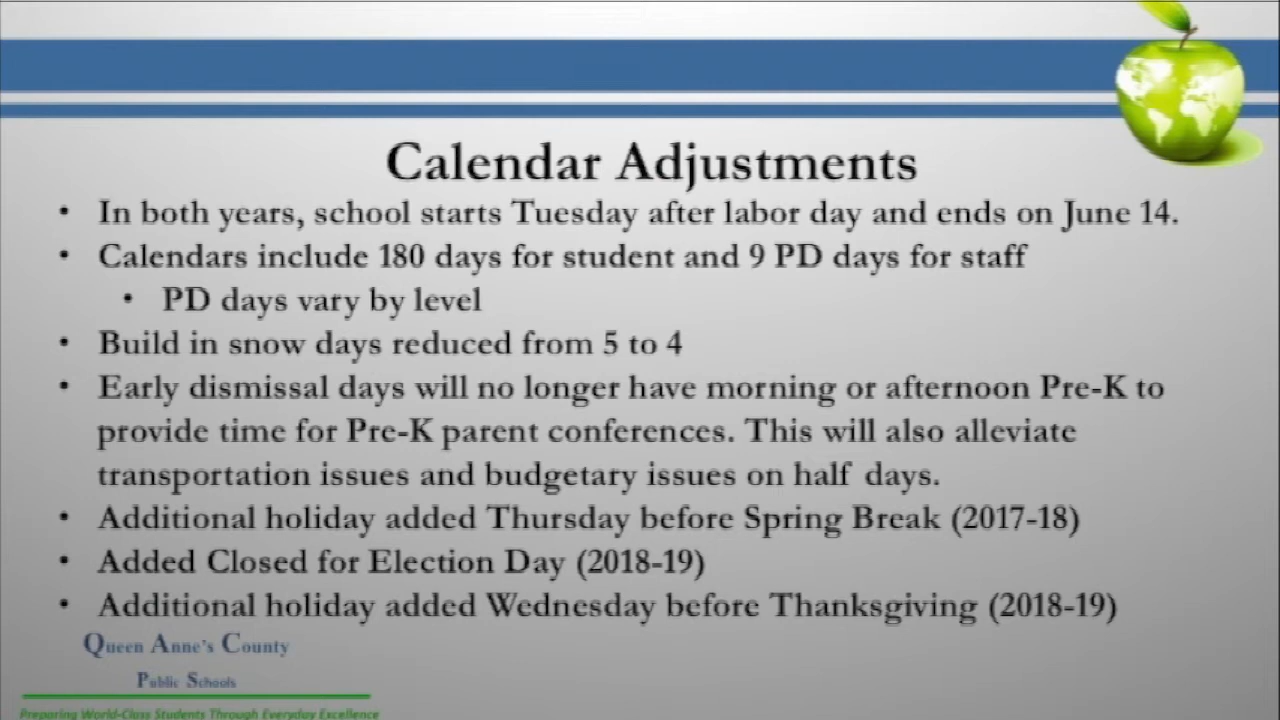 Calendar Adjustments
• In both years, school starts Tuesday after labor day and ends on June 14.
• Calendars include 180 days for student and 9 PD days for staff
• PD days vary by level
• Build in snow days reduced from 5 to 4
• Early dismissal days will no longer have morning or afternoon Pre-K to
provide time for Pre-K parent conferences. This will also alleviate
transportation issues and budgetary issues on half days.
• Additional holiday added Thursday before Spring Break (2017-18)
• Added Closed for Election Day (2018-19)
• Additional holiday added Wednesday before Thanksgiving (2018-19)
Queen Anne's County
Public Schools
Preparing World-Class Students Through Everyday Excellence